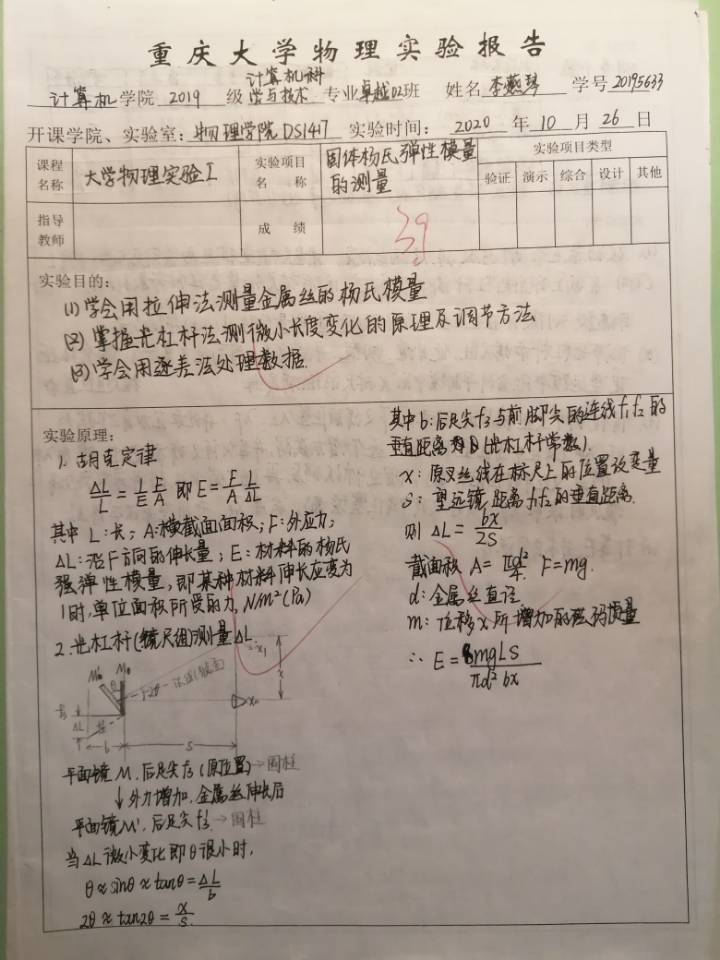 重庆大学物理实验报告
计算机科
计算机学院 2019 级 学与技术 专业 卓越02班 姓名 李燕琴 学号 20195633
开课学院、实验室：物理学院DS1417 实验时间：2020 年 10 月 26 日
课程名称 大学物理实验I 实验项目名称 固体杨氏弹性模量的测量 实验项目类型
验证 演示 综合 设计 其他
指导教师 成绩
实验目的：
(1) 学会用拉伸法测量金属丝的杨氏模量
(2) 掌握光杠杆法测微小长度变化的原理及调节方法
(3) 学会用逐差法处理数据.
实验原理：
1. 胡克定律
ΔL/L = 1/E F/A 即 E = F/A L/ΔL
其中 L：长；A：横截面面积；F：外应力；
ΔL：沿F方向的伸长量；E：材料的杨氏
强弹性模量，即某种材料伸长应变为
1时，单位面积所受的力，N/m²(Pa)
2. 光杠杆(镜尺组)测量ΔL
平面镜M，后足尖f3(原位置)→圆柱
↓外力增加，金属丝伸长后
平面镜M'，后足尖f3'→圆柱
当ΔL微小变化即θ很小时，
θ≈sinθ≈tanθ=ΔL/b
2θ≈tan2θ=x/s
其中b：后足尖f3与前脚尖的连线f1f2的
垂直距离(光杠杆常数).
x：原叉丝线在标尺上的位置改变量
s：望远镜距离f1f2的垂直距离.
则 ΔL = bx/2S
截面积 A = πd²/4. F=mg.
d：金属丝直径
m：位移x所增加的砝码质量
∴ E = 8mgLS/πd²bx